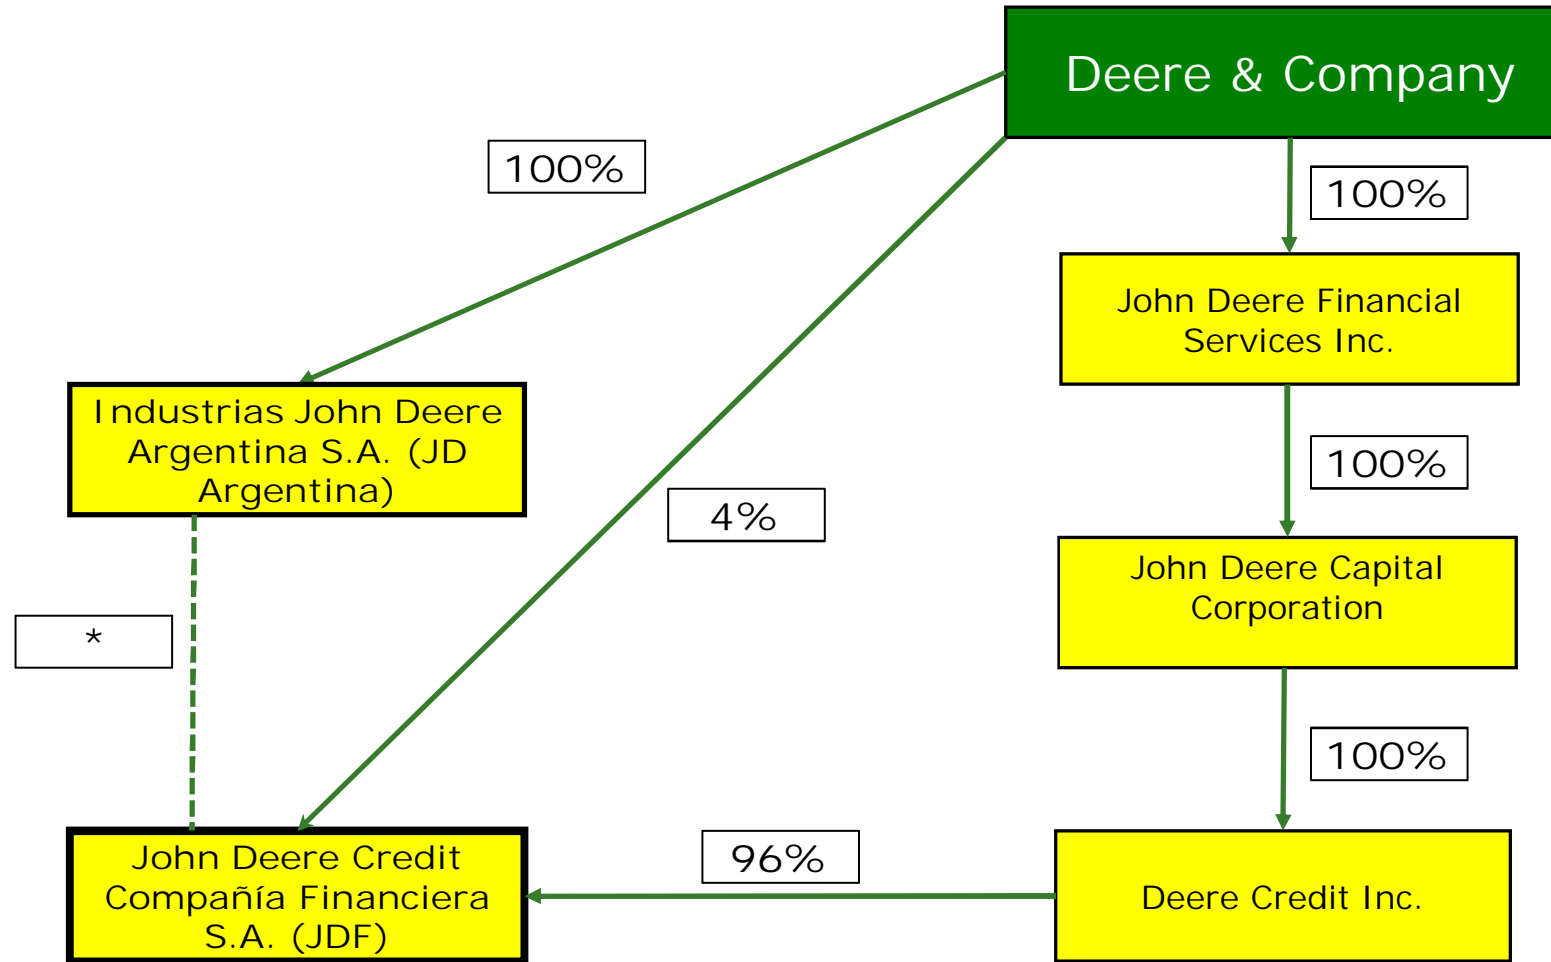 Deere & Company
100%
100%
John Deere Financial
Services Inc.
Industrias John Deere
Argentina S.A. (JD
Argentina)
100%
4%
John Deere Capital
Corporation
*
100%
96%
John Deere Credit
Compañía Financiera
S.A. (JDF)
Deere Credit Inc.